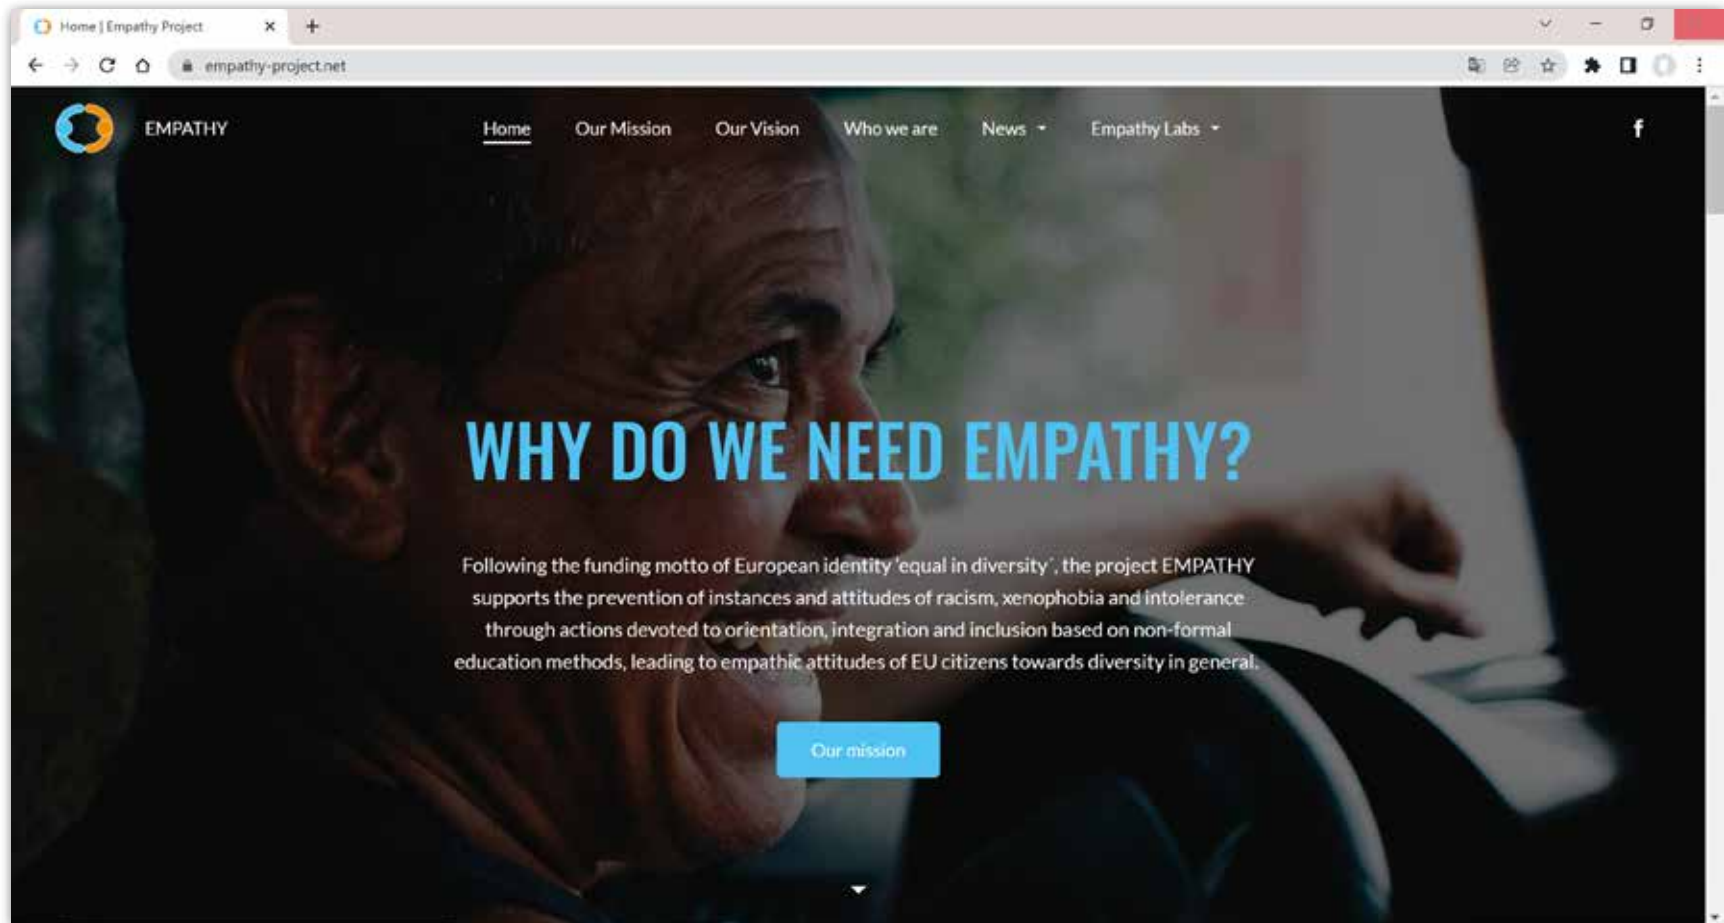 Home | Empathy Project
empathy-project.net
EMPATHY Home Our Mission Our Vision Who we are News Empathy Labs f
WHY DO WE NEED EMPATHY?
Following the funding motto of European identity 'equal in diversity´, the project EMPATHY
supports the prevention of instances and attitudes of racism, xenophobia and intolerance
through actions devoted to orientation, integration and inclusion based on non-formal
education methods, leading to empathic attitudes of EU citizens towards diversity in general.
Our mission